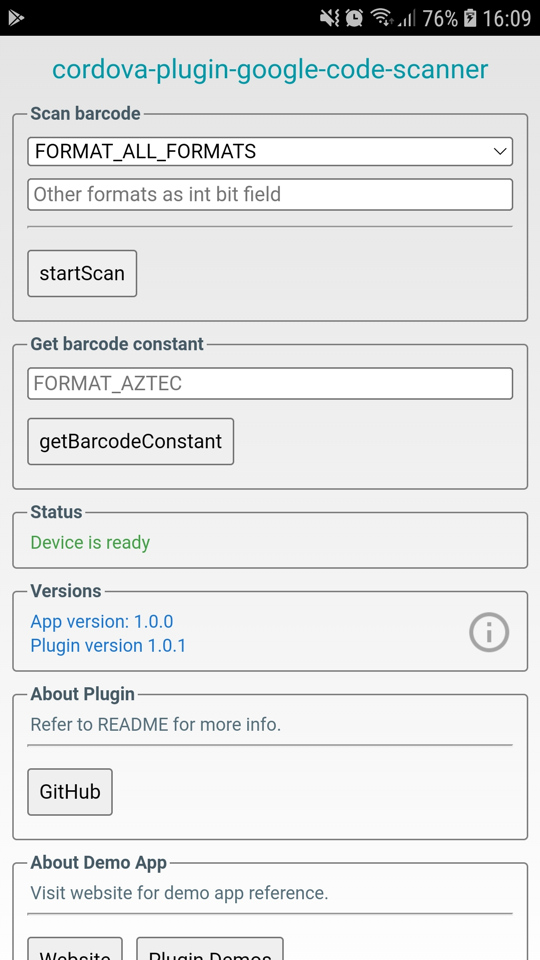 76% 16:09
cordova-plugin-google-code-scanner
Scan barcode
FORMAT_ALL_FORMATS
Other formats as int bit field
startScan
Get barcode constant
FORMAT_AZTEC
getBarcodeConstant
Status
Device is ready
Versions
App version: 1.0.0
Plugin version 1.0.1
About Plugin
Refer to README for more info.
GitHub
About Demo App
Visit website for demo app reference.
Website Plugin Demos